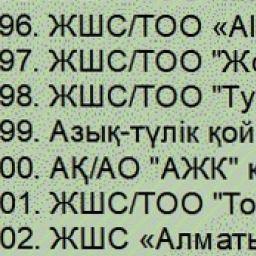 96. ЖШС/ТОО «Al
97. ЖШС/ТОО "Жо
98. ЖШС/ТОО "Ту
99. Азық-түлік қой
00. АҚ/АО "АЖК" к
01. ЖШС/ТОО "То
02. ЖШС «Алматы